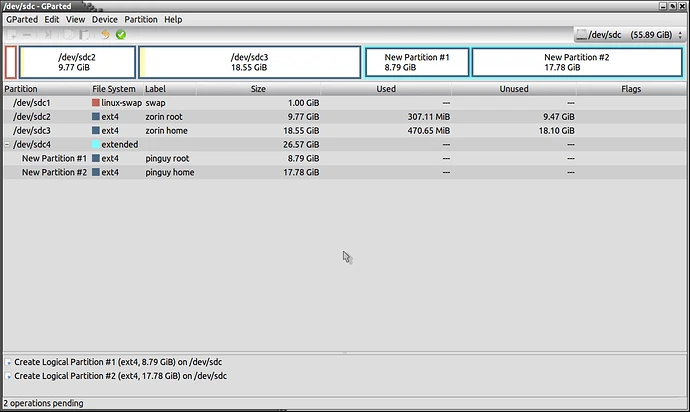 /dev/sdc - GParted
GParted Edit View Device Partition Help
/dev/sdc (55.89 GiB)
/dev/sdc2
9.77 GiB
/dev/sdc3
18.55 GiB
New Partition #1
8.79 GiB
New Partition #2
17.78 GiB
Partition File System Label Size Used Unused Flags
/dev/sdc1 linux-swap swap 1.00 GiB --- ---
/dev/sdc2 ext4 zorin root 9.77 GiB 307.11 MiB 9.47 GiB
/dev/sdc3 ext4 zorin home 18.55 GiB 470.65 MiB 18.10 GiB
/dev/sdc4 extended 26.57 GiB --- ---
New Partition #1 ext4 pinguy root 8.79 GiB --- ---
New Partition #2 ext4 pinguy home 17.78 GiB --- ---
Create Logical Partition #1 (ext4, 8.79 GiB) on /dev/sdc
Create Logical Partition #2 (ext4, 17.78 GiB) on /dev/sdc
2 operations pending